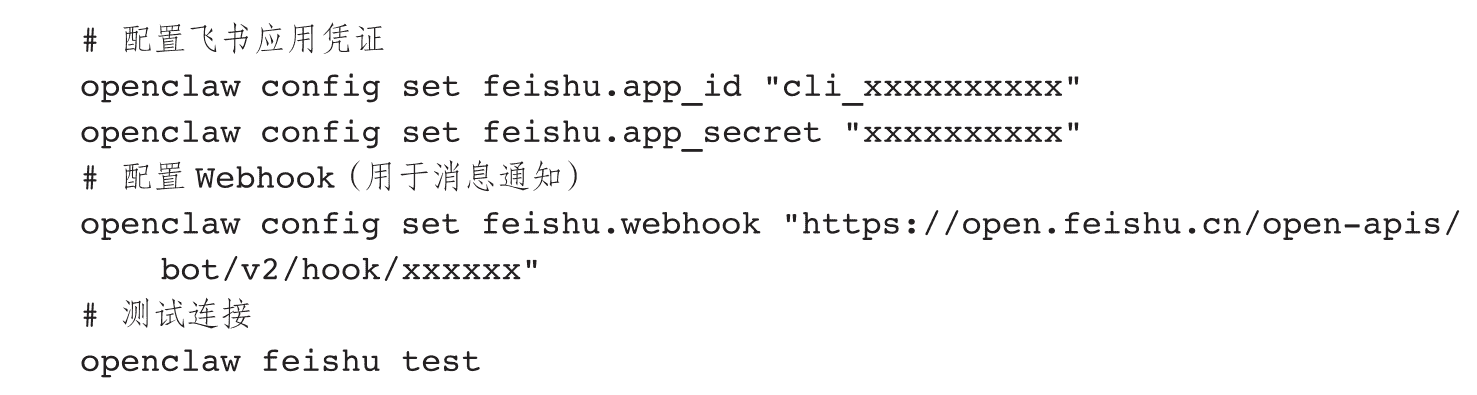 # 配置飞书应用凭证
openclaw config set feishu.app_id "cli_xxxxxxxxxx"
openclaw config set feishu.app_secret "xxxxxxxxxx"
# 配置 Webhook（用于消息通知）
openclaw config set feishu.webhook "https://open.feishu.cn/open-apis/
bot/v2/hook/xxxxxx"
# 测试连接
openclaw feishu test